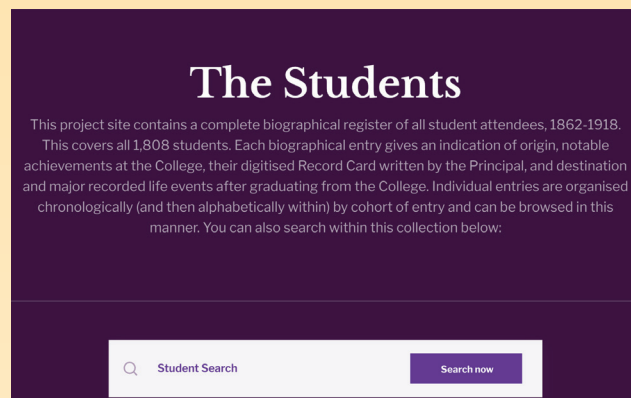 The Students
This project site contains a complete biographical register of all student attendees, 1862-1918.
This covers all 1,808 students. Each biographical entry gives an indication of origin, notable
achievements at the College, their digitised Record Card written by the Principal, and destination
and major recorded life events after graduating from the College. Individual entries are organised
chronologically (and then alphabetically within) by cohort of entry and can be browsed in this
manner. You can also search within this collection below:
Student Search
Search now